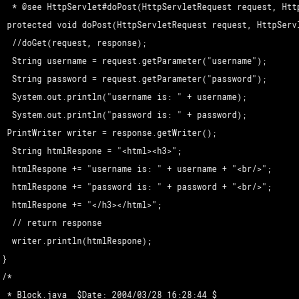 * @see HttpServlet#doPost(HttpServletRequest request, Htt
protected void doPost(HttpServletRequest request, HttpServl
//doGet(request, response);
String username = request.getParameter("username");
String password = request.getParameter("password");
System.out.println("username is: " + username);
System.out.println("password is: " + password);
PrintWriter writer = response.getWriter();
String htmlRespone = "<html><h3>";
htmlRespone += "username is: " + username + "<br/>";
htmlRespone += "password is: " + password + "<br/>";
htmlRespone += "</h3></html>";
// return response
writer.println(htmlRespone);
}
/*
* Block.java  $Date: 2004/03/28 16:28:44 $